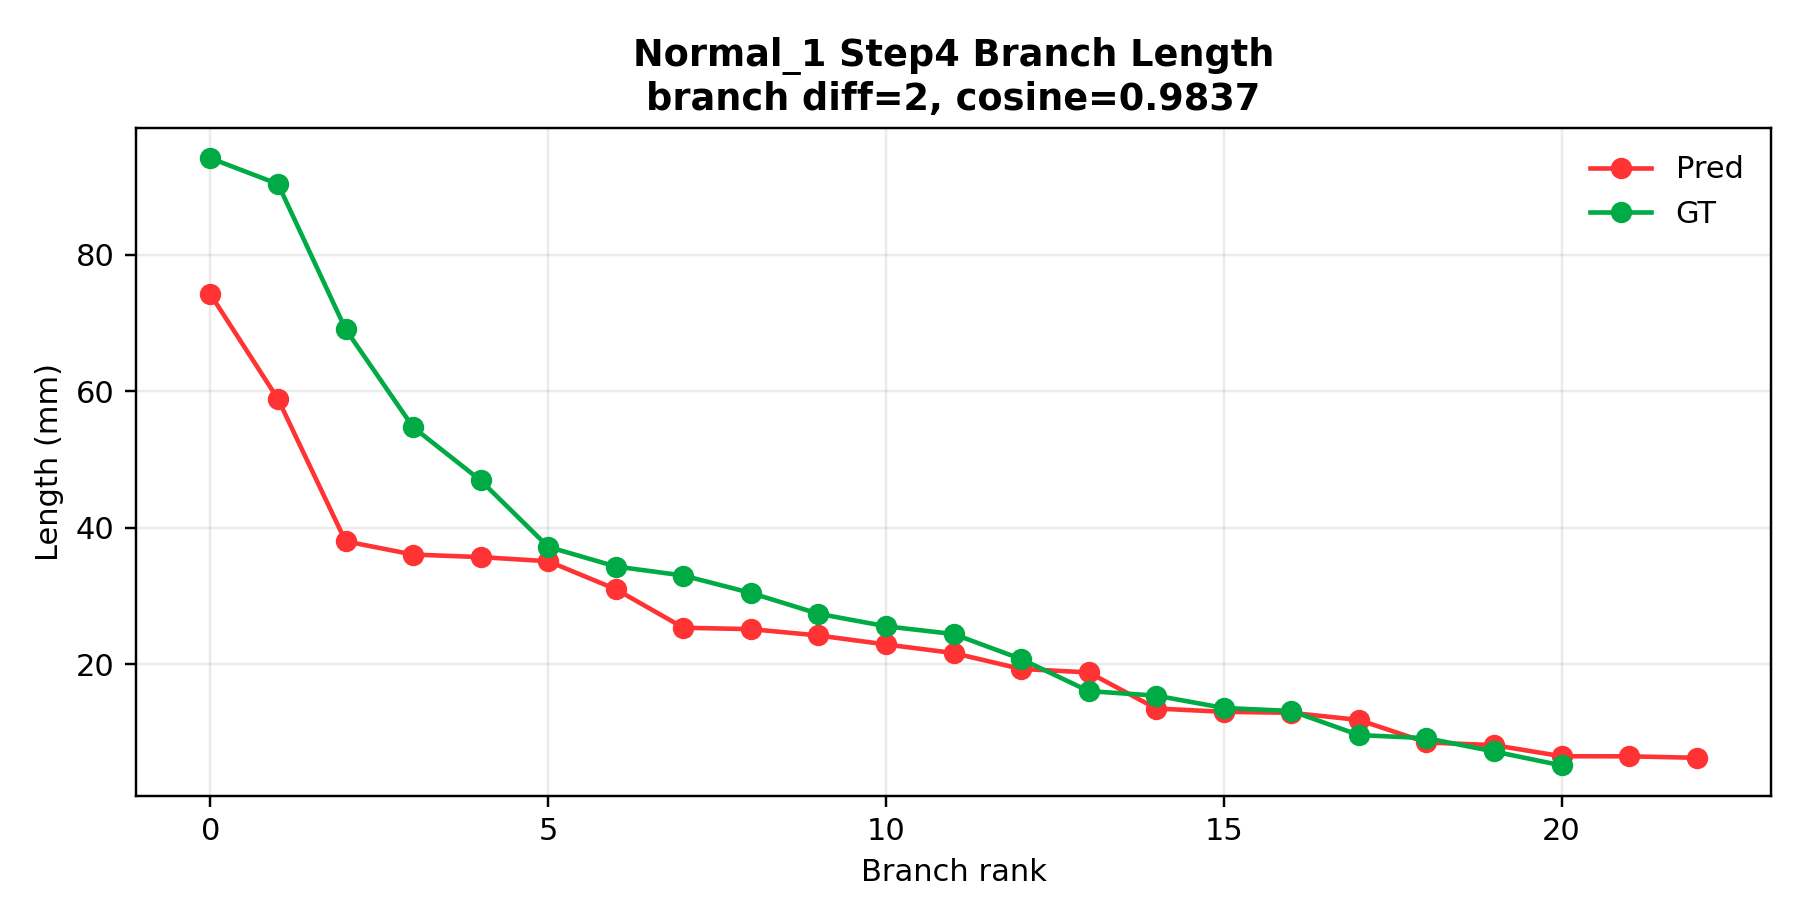 Normal_1 Step4 Branch Length
branch diff=2, cosine=0.9837
Pred
GT
Length (mm)
80
60
40
20
0
5
10
15
20
Branch rank